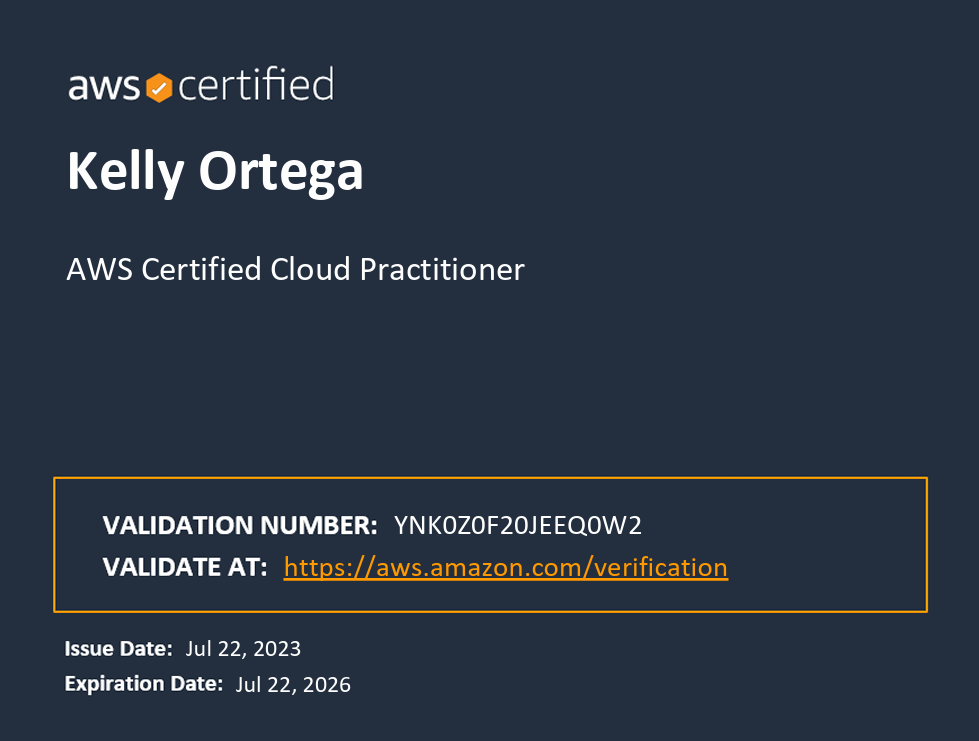 aws certified
Kelly Ortega
AWS Certified Cloud Practitioner
VALIDATION NUMBER: YNK0Z0F20JEEQ0W2
VALIDATE AT: https://aws.amazon.com/verification
Issue Date: Jul 22, 2023
Expiration Date: Jul 22, 2026